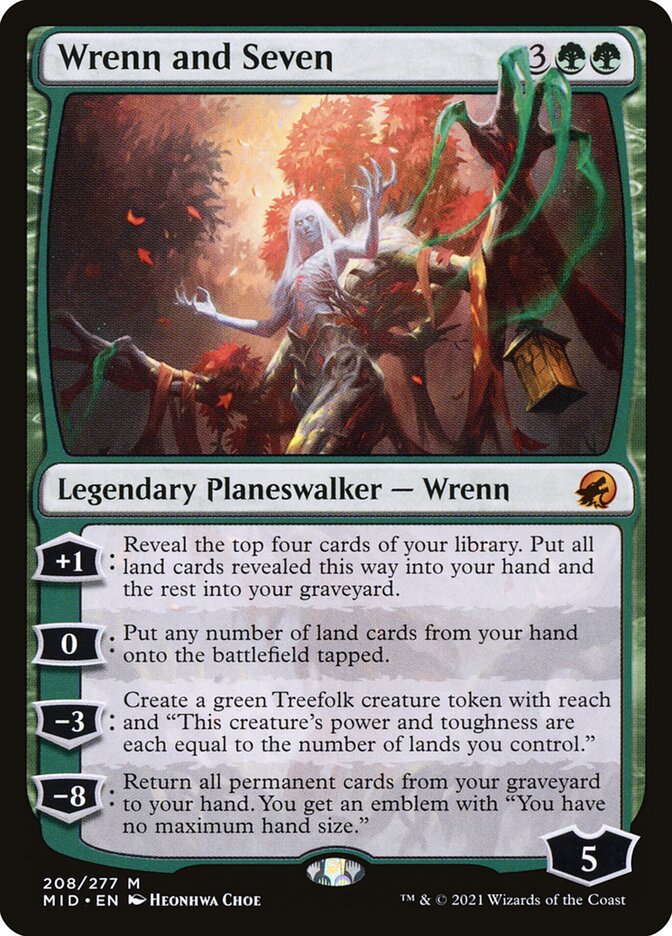 Wrenn and Seven 3
Legendary Planeswalker — Wrenn
+1: Reveal the top four cards of your library. Put all
land cards revealed this way into your hand and
the rest into your graveyard.
0: Put any number of land cards from your hand
onto the battlefield tapped.
−3: Create a green Treefolk creature token with reach
and “This creature’s power and toughness are
each equal to the number of lands you control.”
−8: Return all permanent cards from your graveyard
to your hand. You get an emblem with “You have
no maximum hand size.”
5
208/277 M
MID • EN Heonhwa Choe
™ & © 2021 Wizards of the Coast